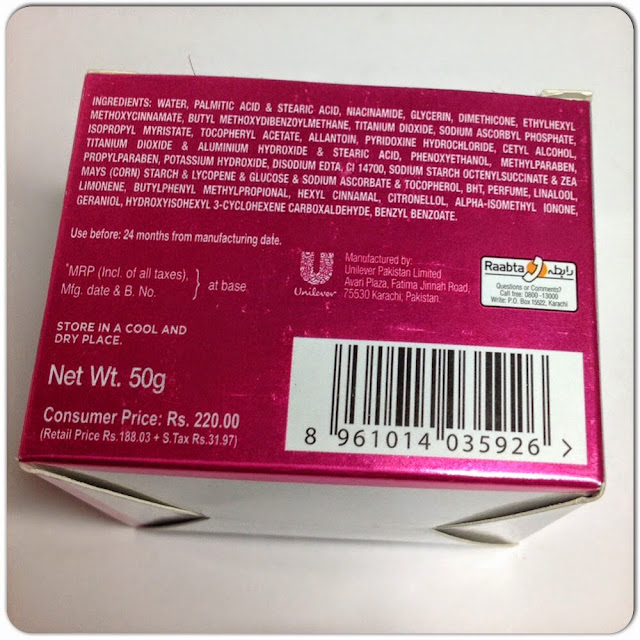 INGREDIENTS: WATER, PALMITIC ACID & STEARIC ACID, NIACINAMIDE, GLYCERIN, DIMETHICONE, ETHYLHEXYL
METHOXYCINNAMATE, BUTYL METHOXYDIBENZOYLMETHANE, TITANIUM DIOXIDE, SODIUM ASCORBYL PHOSPHATE,
ISOPROPYL MYRISTATE, TOCOPHERYL ACETATE, ALLANTOIN, PYRIDOXINE HYDROCHLORIDE, CETYL ALCOHOL,
TITANIUM DIOXIDE & ALUMINIUM HYDROXIDE & STEARIC ACID, PHENOXYETHANOL, METHYLPARABEN,
PROPYLPARABEN, POTASSIUM HYDROXIDE, DISODIUM EDTA, CI 14700, SODIUM STARCH OCTENYLSUCCINATE & ZEA
MAYS (CORN) STARCH & LYCOPENE & GLUCOSE & SODIUM ASCORBATE & TOCOPHEROL, BHT, PERFUME, LINALOOL,
LIMONENE, BUTYLPHENYL METHYLPROPIONAL, HEXYL CINNAMAL, CITRONELLOL, ALPHA-ISOMETHYL IONONE,
GERANIOL, HYDROXYISOHEXYL 3-CYCLOHEXENE CARBOXALDEHYDE, BENZYL BENZOATE.
Use before: 24 months from manufacturing date.
*MRP (Incl. of all taxes),
Mfg. date & B. No.
at base
Unilever
Manufactured by:
Unilever Pakistan Limited
Avari Plaza, Fatima Jinnah Road,
75530 Karachi; Pakistan.
Raabta رابطہ
Questions or Comments?
Call free: 0800 -13000
Write: P.O. Box 15522, Karachi
STORE IN A COOL AND
DRY PLACE.
Net Wt. 50g
Consumer Price: Rs. 220.00
(Retail Price Rs.188.03 + S.Tax Rs.31.97)
8 961014 035926 >